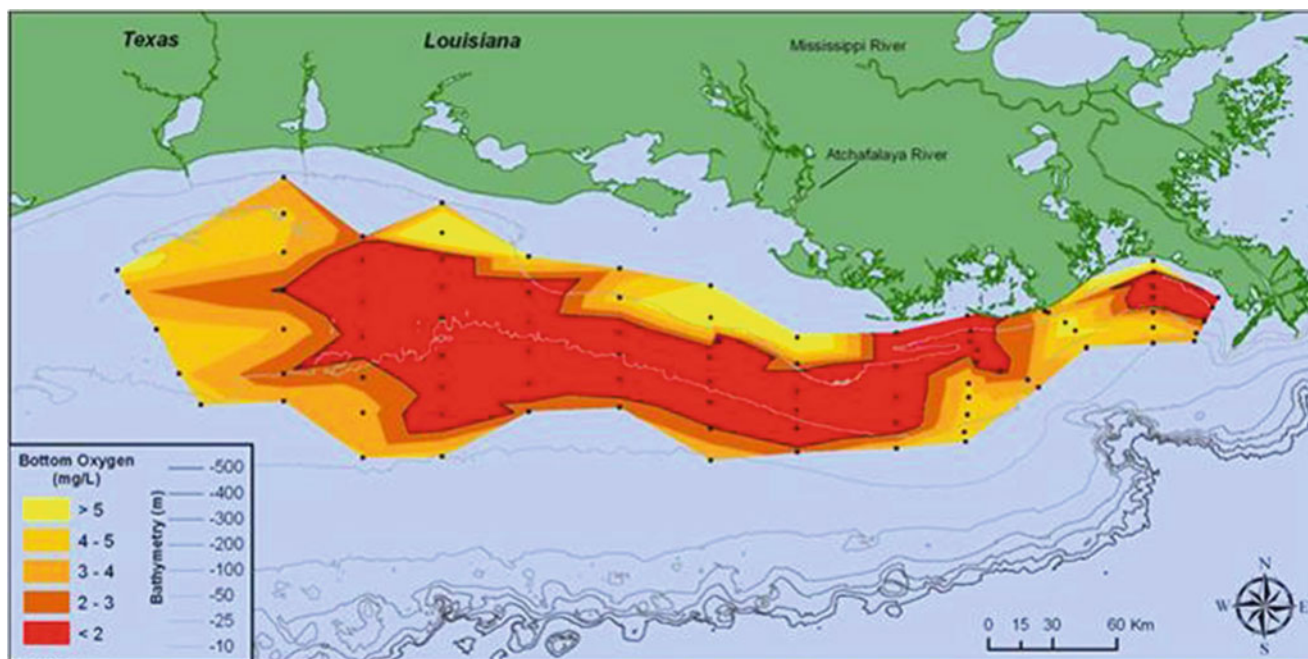 Texas
Louisiana
Mississippi River
Atchafalaya River
Bottom Oxygen
(mg/L)
> 5
4 - 5
3 - 4
2 - 3
< 2
Bathymetry (m)
-500
-400
-300
-200
-100
-50
-25
-10
0 15 30 60 Km
N
W E
S